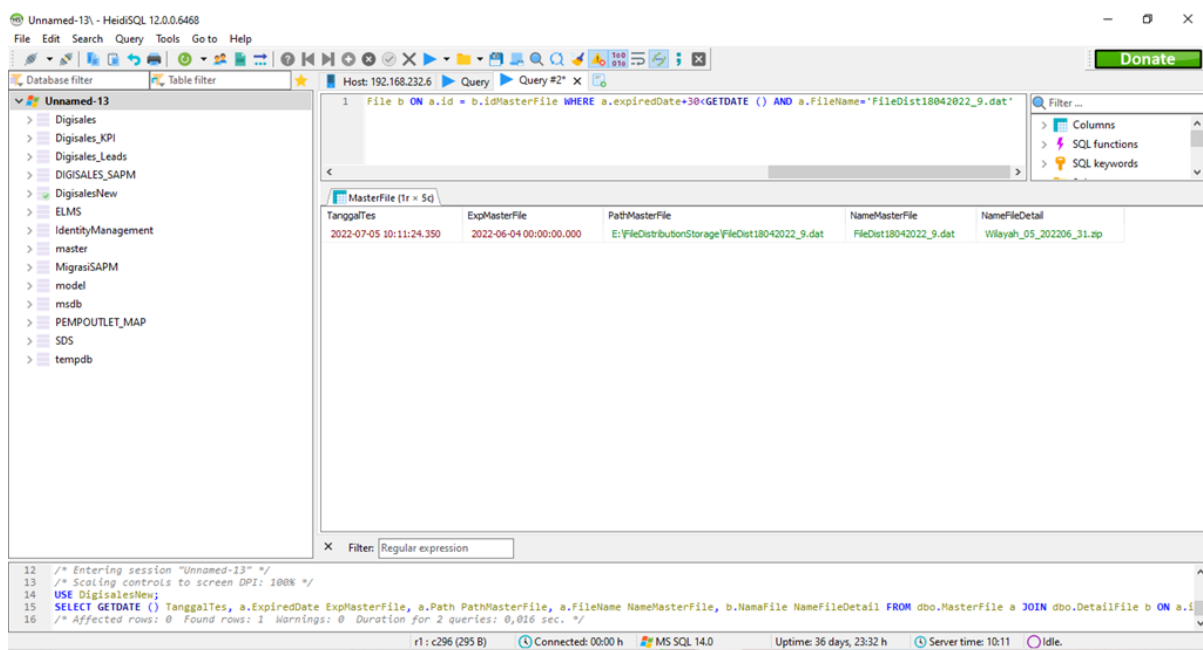 Unnamed-13\ - HeidiSQL 12.0.0.6468
File Edit Search Query Tools Go to Help
Donate
Database filter
Table filter
Host: 192.168.232.6 Query Query #2*
Unnamed-13
Digisales
Digisales_KPI
Digisales_Leads
DIGISALES_SAPM
DigisalesNew
ELMS
IdentityManagement
master
MigrasiSAPM
model
msdb
PEMPOUTLET_MAP
SDS
tempdb
1 File b ON a.id = b.idMasterFile WHERE a.expiredDate+30<GETDATE () AND a.FileName='FileDist18042022_9.dat'
Filter ...
Columns
SQL functions
SQL keywords
MasterFile (1r × 5c)
TanggalTes ExpMasterFile PathMasterFile NameMasterFile NameFileDetail
2022-07-05 10:11:24.350 2022-06-04 00:00:00.000 E:\FileDistributionStorage\FileDist18042022_9.dat FileDist18042022_9.dat Wilayah_05_202206_31.zip
Filter: Regular expression
12 /* Entering session "Unnamed-13" */
13 /* Scaling controls to screen DPI: 100% */
14 USE DigisalesNew;
15 SELECT GETDATE () TanggalTes, a.ExpiredDate ExpMasterFile, a.Path PathMasterFile, a.FileName NameMasterFile, b.NamaFile NameFileDetail FROM dbo.MasterFile a JOIN dbo.DetailFile b ON a.i
16 /* Affected rows: 0 Found rows: 1 Warnings: 0 Duration for 2 queries: 0,016 sec. */
r1 : c296 (295 B) Connected: 00:00 h MS SQL 14.0 Uptime: 36 days, 23:32 h Server time: 10:11 Idle.